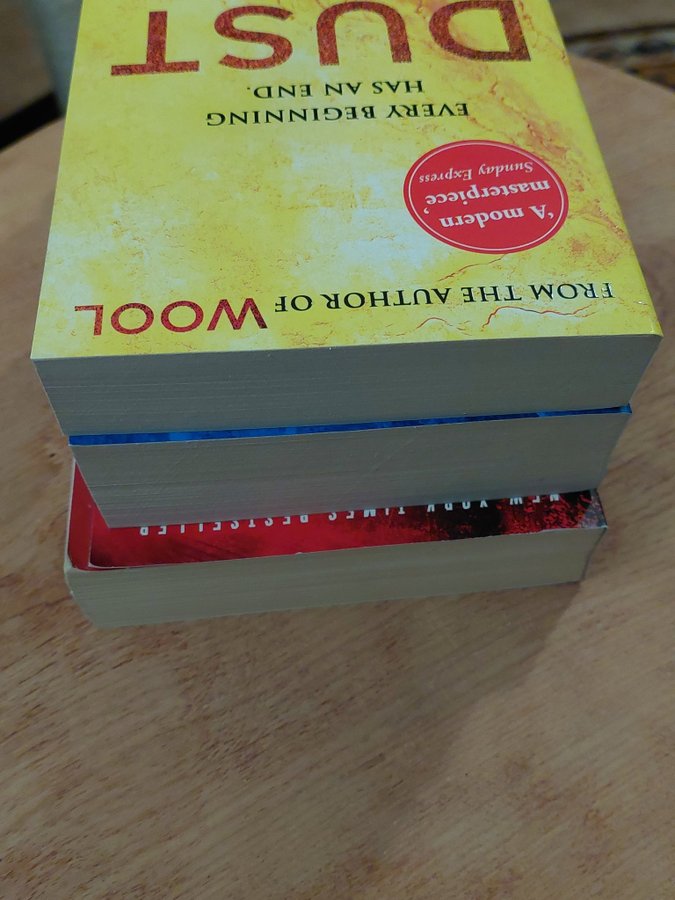 FROM THE AUTHOR OF WOOL
'A modern
masterpiece'
Sunday Express
EVERY BEGINNING
HAS AN END.
DUST
NEW YORK TIMES BESTSELLER